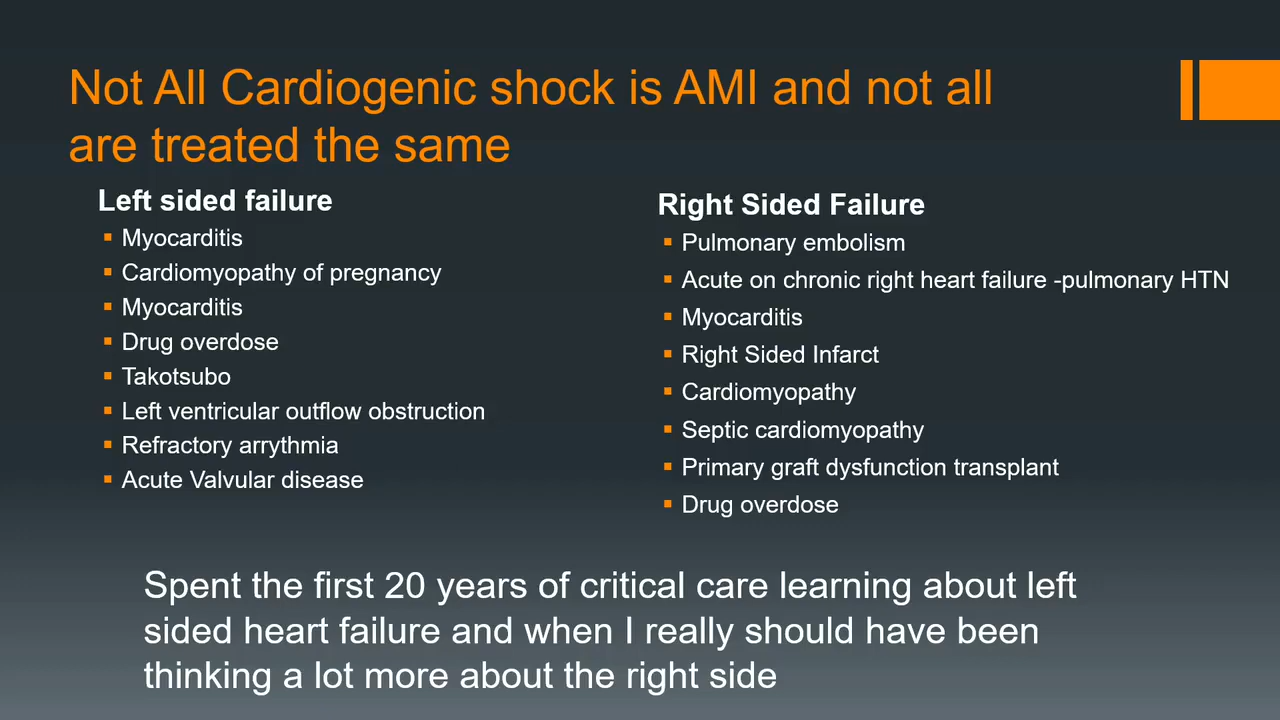 Not All Cardiogenic shock is AMI and not all
are treated the same
Left sided failure
Myocarditis
Cardiomyopathy of pregnancy
Myocarditis
Drug overdose
Takotsubo
Left ventricular outflow obstruction
Refractory arrythmia
Acute Valvular disease
Right Sided Failure
Pulmonary embolism
Acute on chronic right heart failure -pulmonary HTN
Myocarditis
Right Sided Infarct
Cardiomyopathy
Septic cardiomyopathy
Primary graft dysfunction transplant
Drug overdose
Spent the first 20 years of critical care learning about left
sided heart failure and when I really should have been
thinking a lot more about the right side